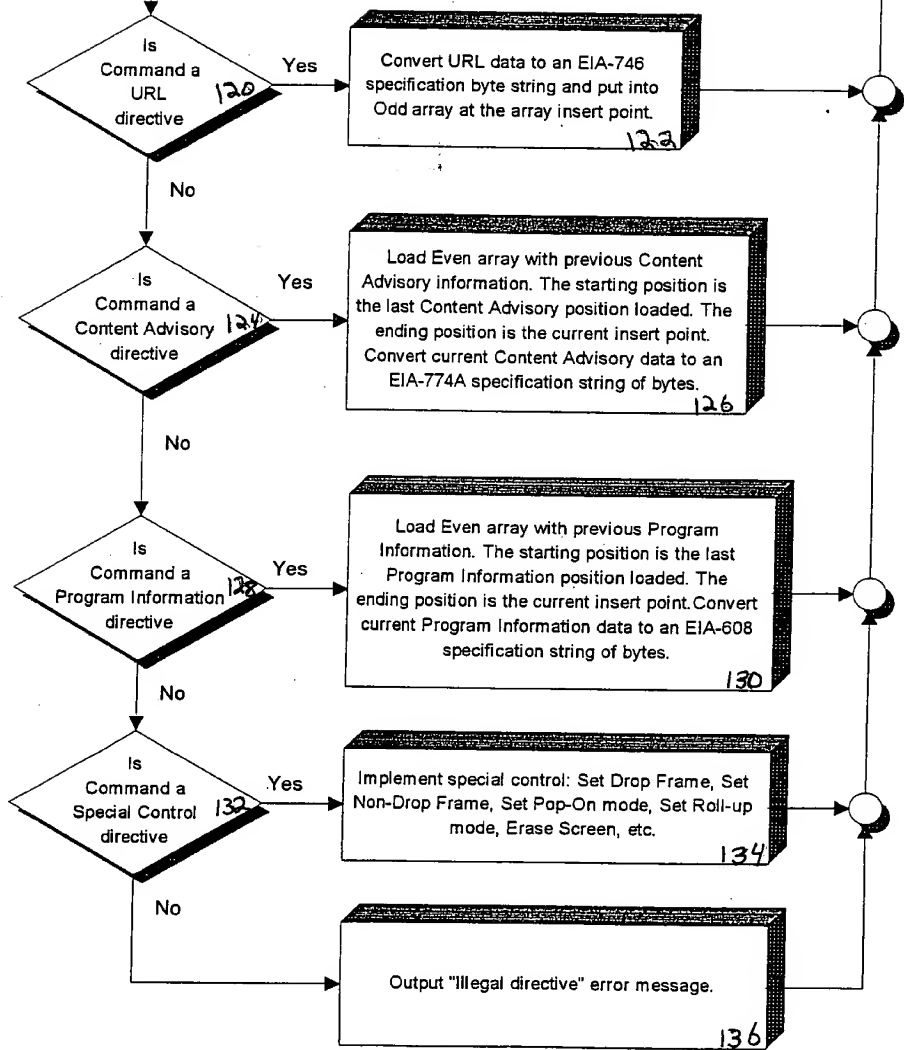 Is
Command a
URL
directive
120
Yes
Convert URL data to an EIA-746
specification byte string and put into
Odd array at the array insert point.
122
No
Is
Command a
Content Advisory
directive
124
Yes
Load Even array with previous Content
Advisory information. The starting position is
the last Content Advisory position loaded. The
ending position is the current insert point.
Convert current Content Advisory data to an
EIA-774A specification string of bytes.
126
No
Is
Command a
Program Information
directive
128
Yes
Load Even array with previous Program
Information. The starting position is the last
Program Information position loaded. The
ending position is the current insert point.Convert
current Program Information data to an EIA-608
specification string of bytes.
130
No
Is
Command a
Special Control
directive
132
Yes
Implement special control: Set Drop Frame, Set
Non-Drop Frame, Set Pop-On mode, Set Roll-up
mode, Erase Screen, etc.
134
No
Output "Illegal directive" error message.
136